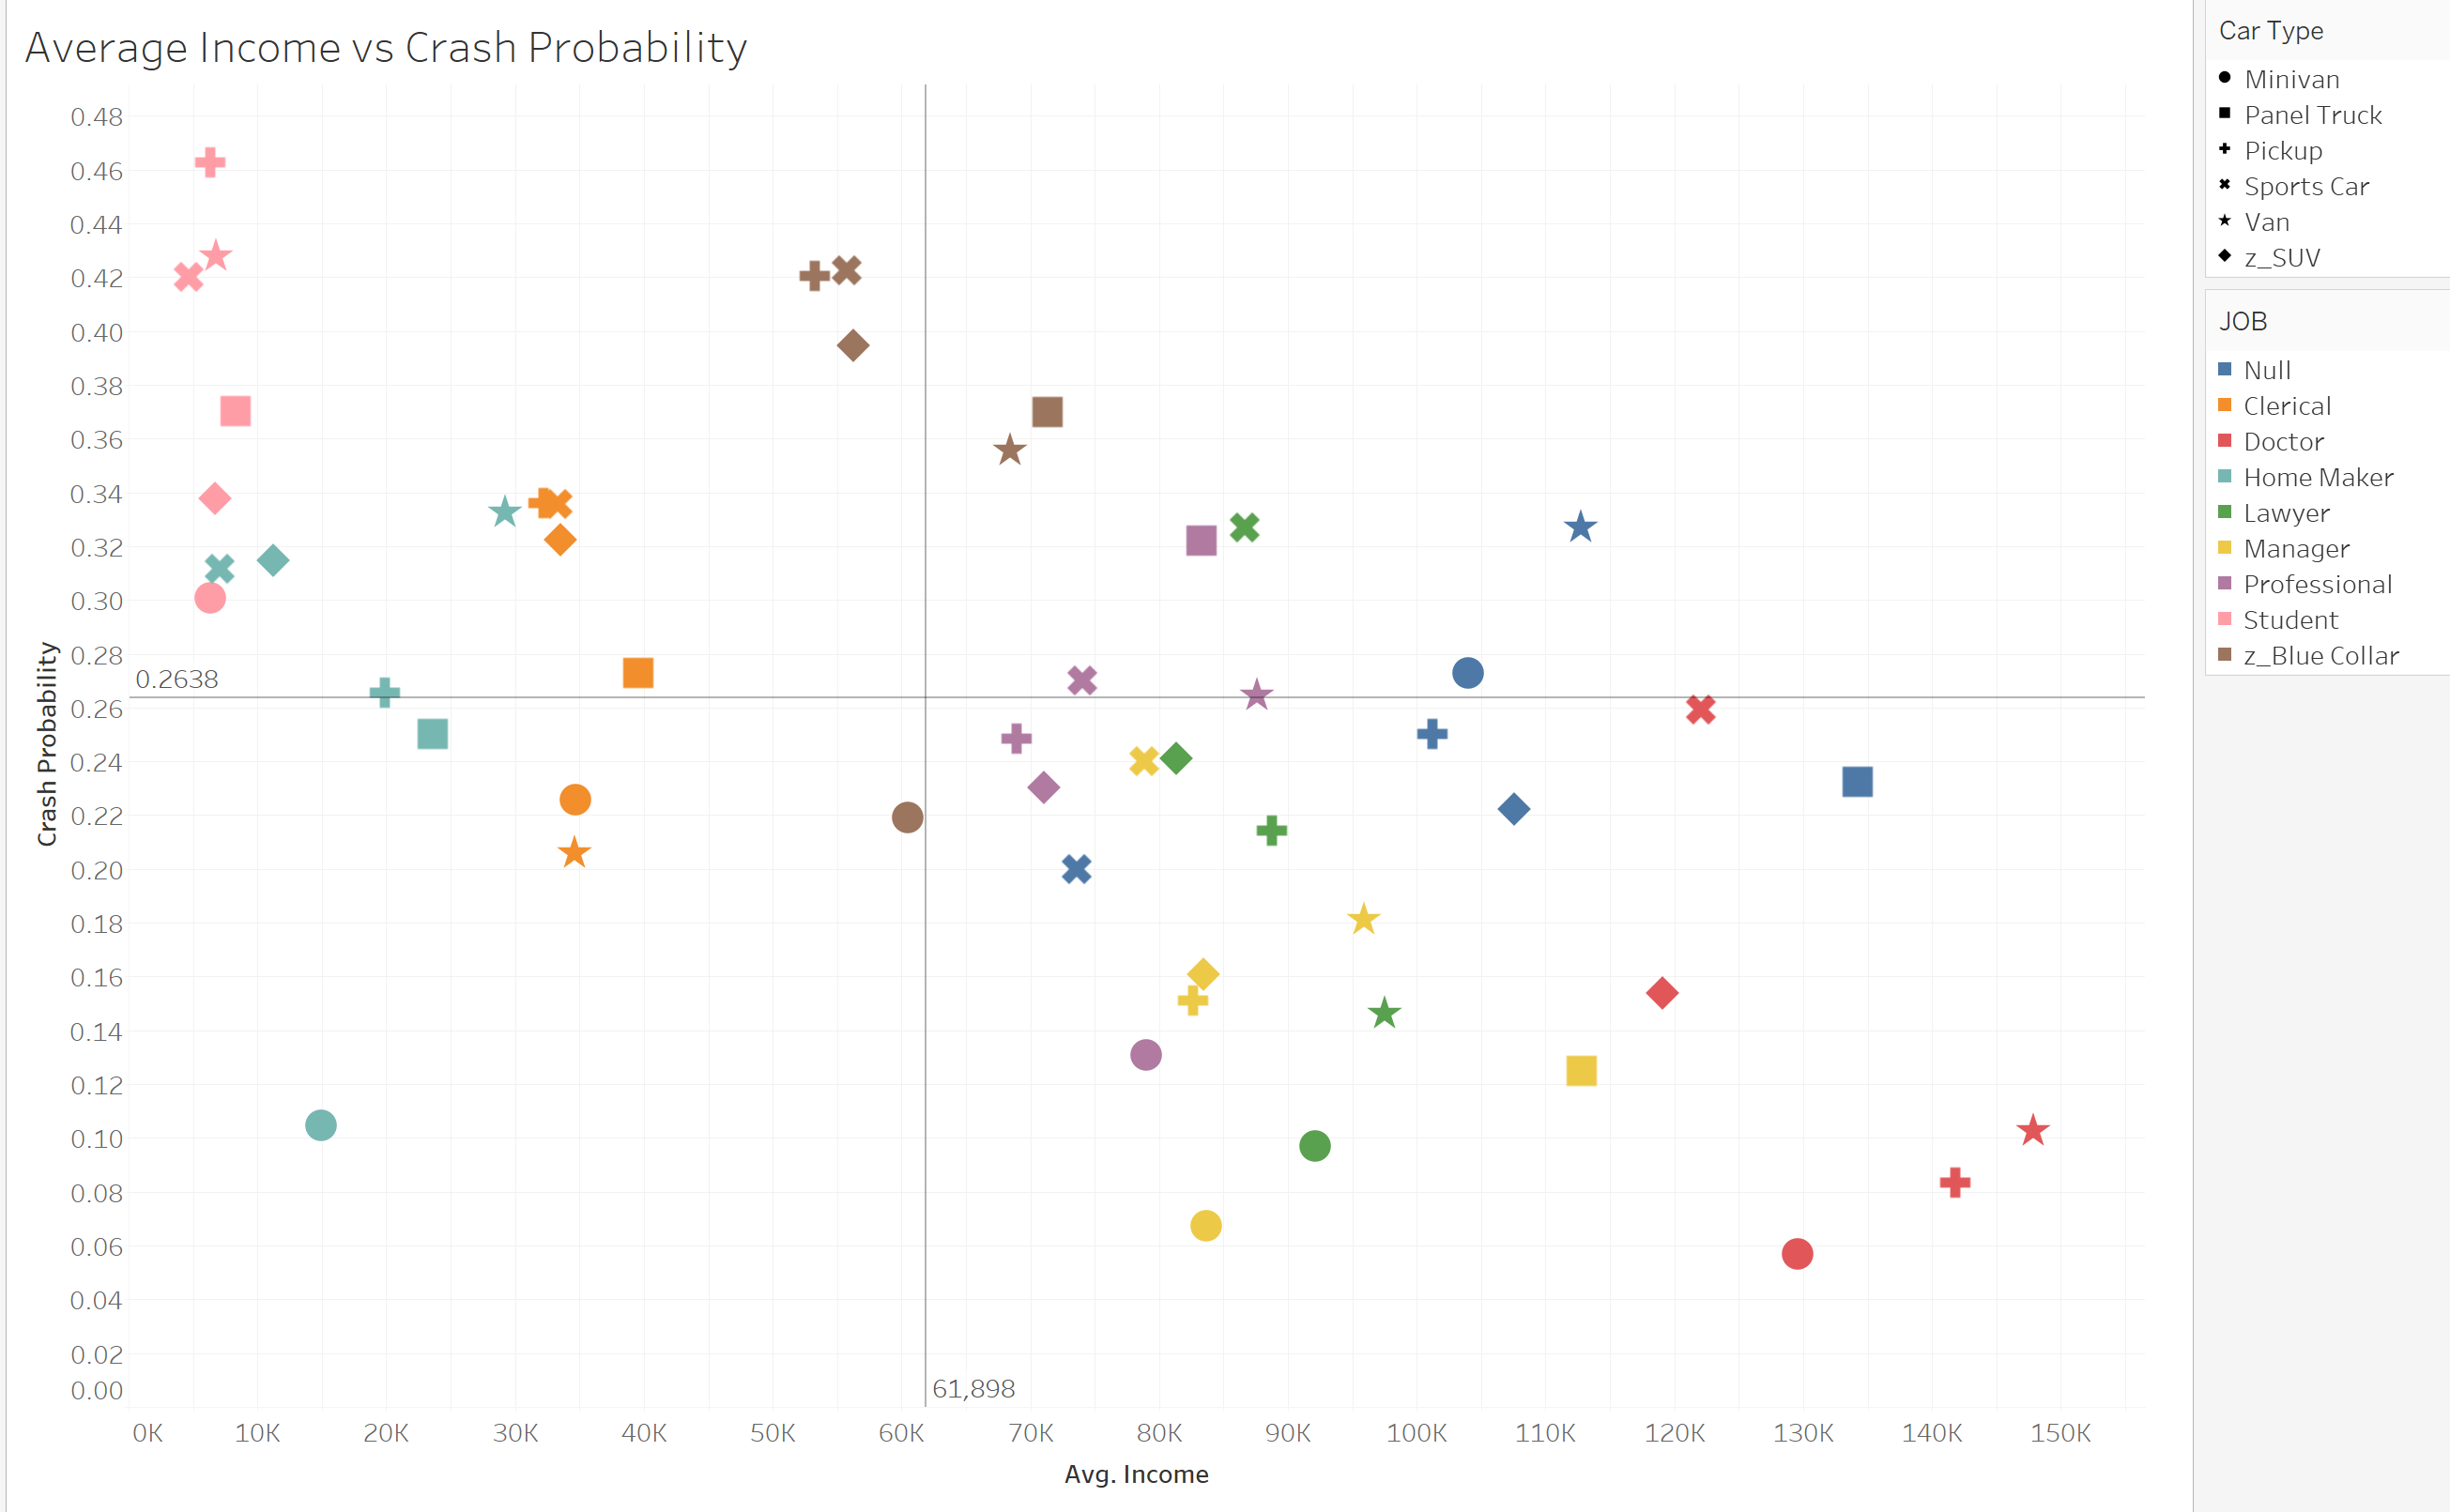 Average Income vs Crash Probability
0.48
0.46
0.44
0.42
0.40
0.38
0.36
0.34
0.32
0.30
0.28
0.2638
0.26
0.24
0.22
0.20
0.18
0.16
0.14
0.12
0.10
0.08
0.06
0.04
0.02
0.00
Crash Probability
61,898
0K 10K 20K 30K 40K 50K 60K 70K 80K 90K 100K 110K 120K 130K 140K 150K
Avg. Income
Car Type
Minivan
Panel Truck
Pickup
Sports Car
Van
z_SUV
JOB
Null
Clerical
Doctor
Home Maker
Lawyer
Manager
Professional
Student
z_Blue Collar